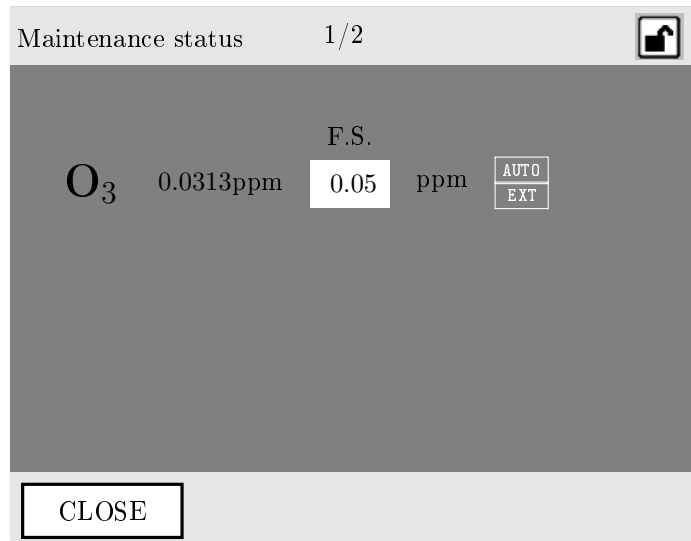 Maintenance status 1/2
F.S.
O₃ 0.0313ppm 0.05 ppm AUTO
EXT
CLOSE